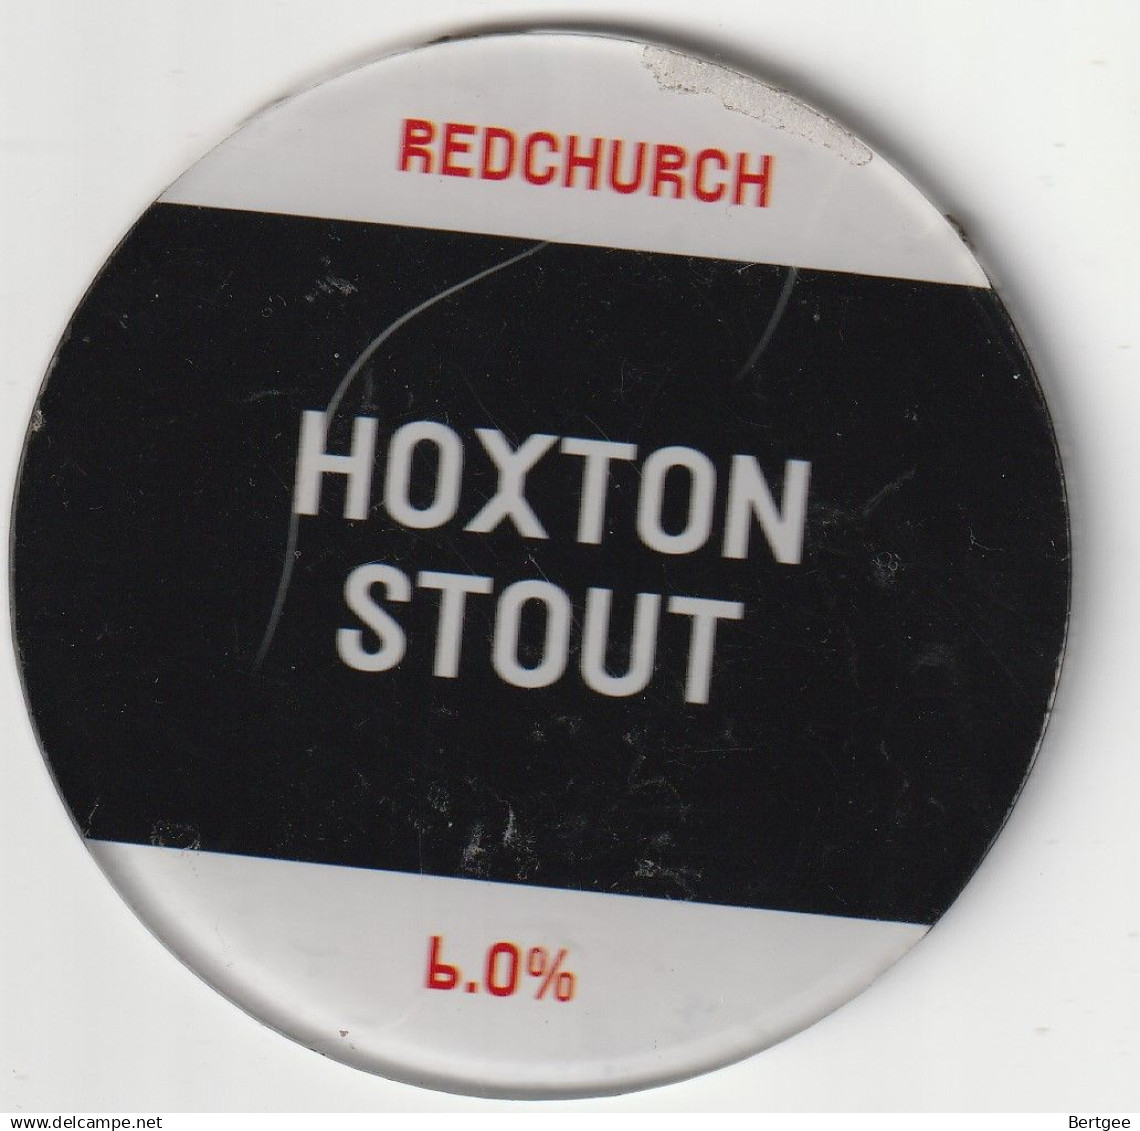 REDCHURCH
HOXTON
STOUT
6.0%
www.delcampe.net
Bertgee